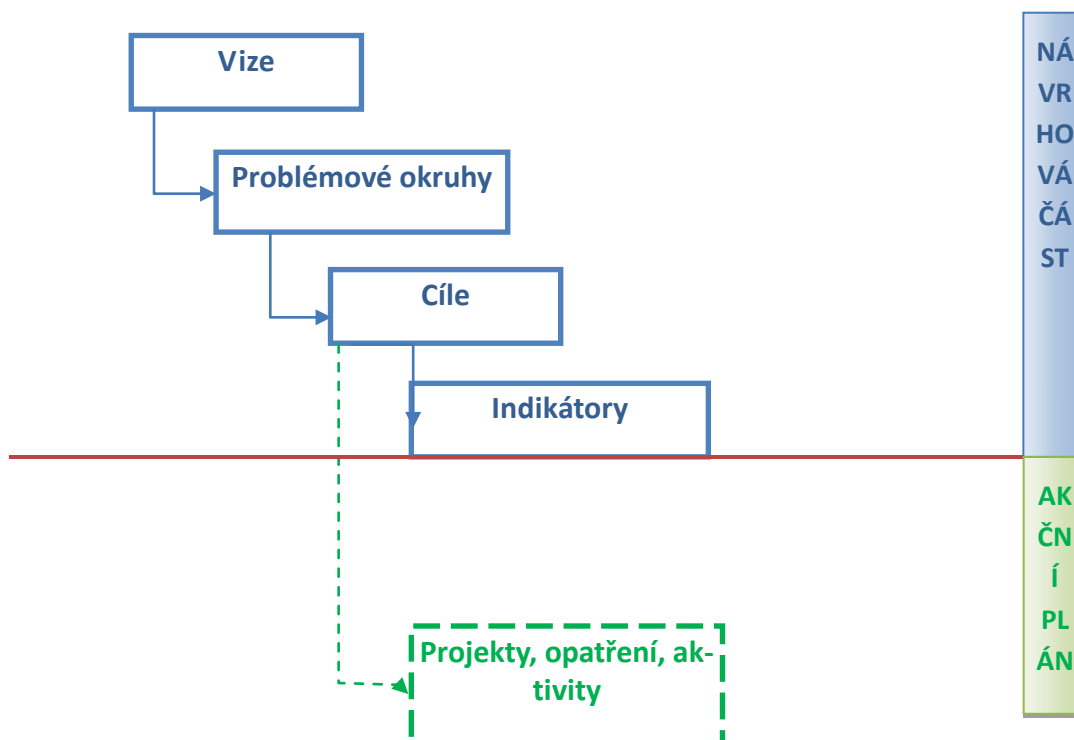 Vize
Problémové okruhy
Cíle
Indikátory
Projekty, opatření, ak-
tivity
NÁ
VR
HO
VÁ
ČÁ
ST
AK
ČN
Í
PL
ÁN